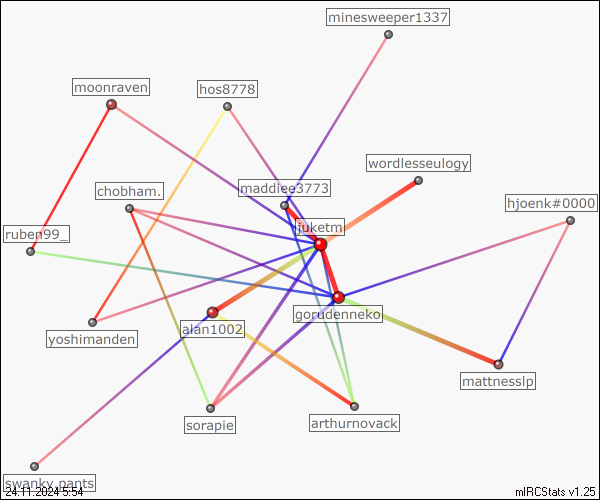 minesweeper1337
moonraven
hos8778
wordlesseulogy
chobham.
maddiee3773
hjoenk#0000
juketm
ruben99_
gorudenneko
alan1002
yoshimanden
mattnesslp
sorapie
arthurnovack
swanky.pants
24.11.2024 5:54
mIRCStats v1.25